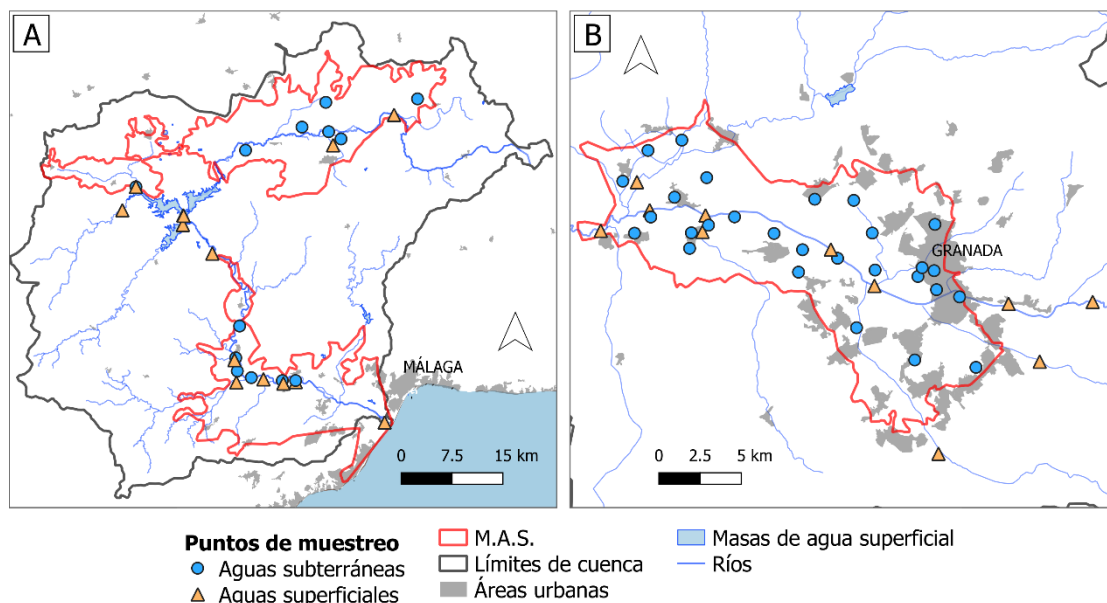 A
B
GRANADA
MÁLAGA
0 7.5 15 km
0 2.5 5 km
Puntos de muestreo
Aguas subterráneas
Aguas superficiales
M.A.S.
Límites de cuenca
Áreas urbanas
Masas de agua superficial
Ríos